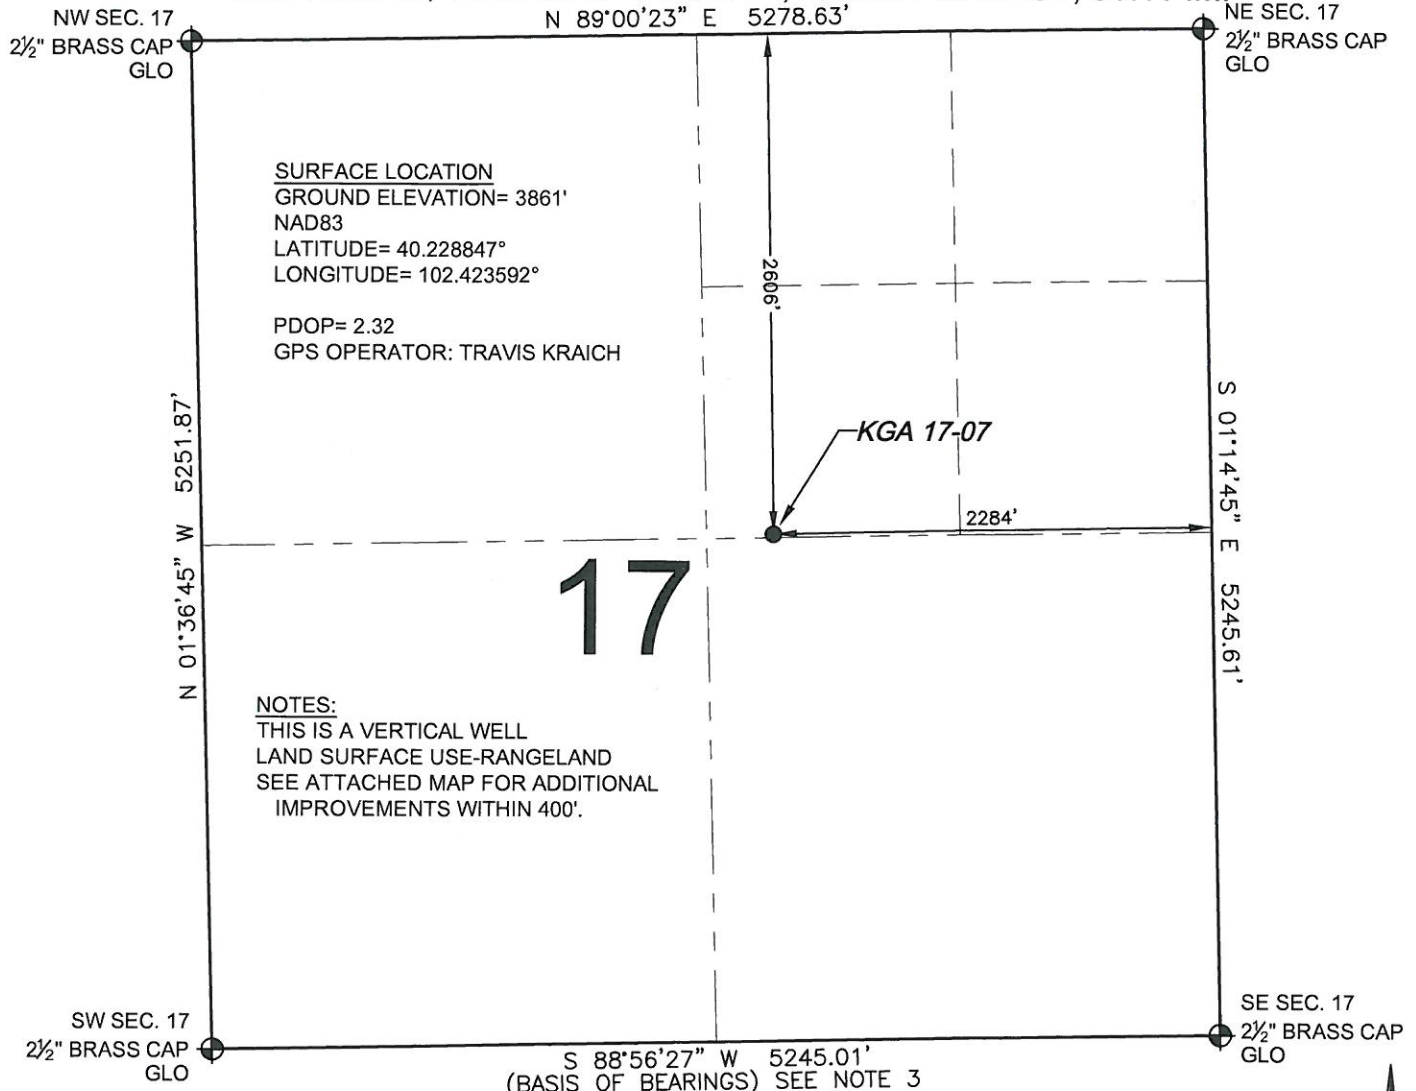 N 89°00'23" E 5278.63'
NW SEC. 17
2½" BRASS CAP
GLO
NE SEC. 17
2½" BRASS CAP
GLO
SURFACE LOCATION
GROUND ELEVATION= 3861'
NAD83
LATITUDE= 40.228847°
LONGITUDE= 102.423592°
PDOP= 2.32
GPS OPERATOR: TRAVIS KRAICH
2606'
N 01°36'45" W 5251.87'
S 01°14'45" E 5245.61'
KGA 17-07
2284'
17
NOTES:
THIS IS A VERTICAL WELL
LAND SURFACE USE-RANGELAND
SEE ATTACHED MAP FOR ADDITIONAL
IMPROVEMENTS WITHIN 400'.
SW SEC. 17
2½" BRASS CAP
GLO
SE SEC. 17
2½" BRASS CAP
GLO
S 88°56'27" W 5245.01'
(BASIS OF BEARINGS) SEE NOTE 3